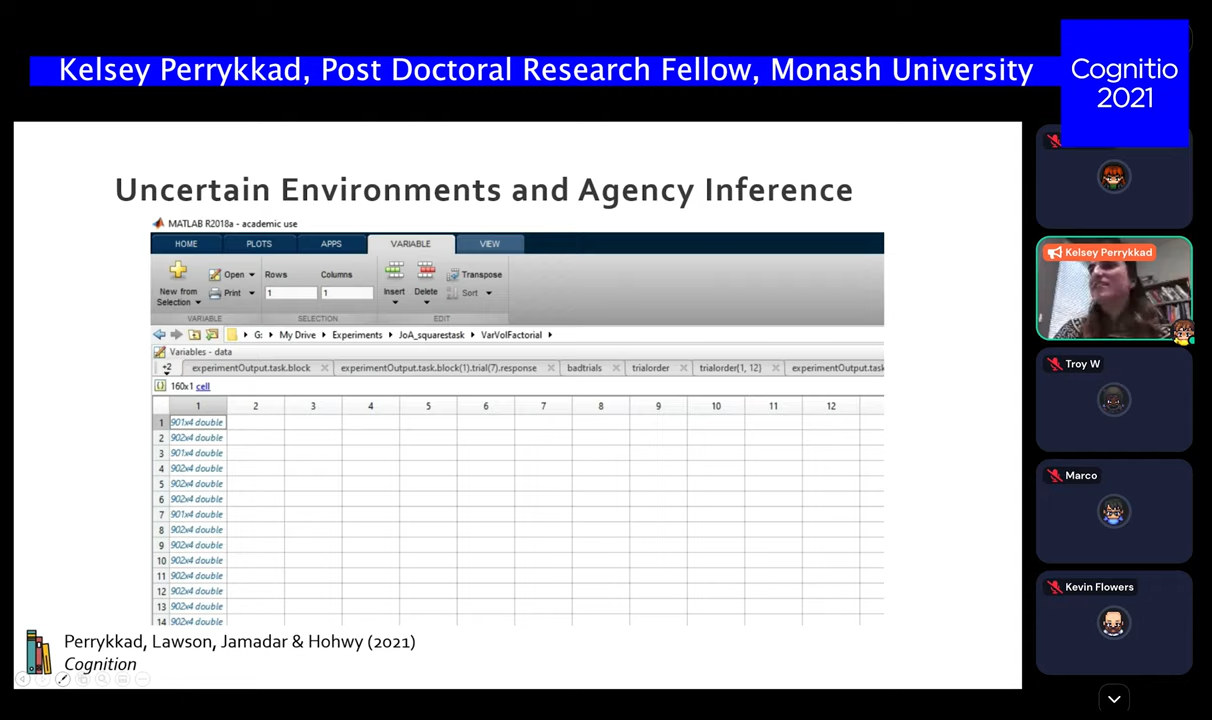 Kelsey Perrykkad, Post Doctoral Research Fellow, Monash University
Cognitio
2021
Uncertain Environments and Agency Inference
MATLAB R2018a - academic use
HOME PLOTS APPS VARIABLE VIEW
New from
Selection
Open
Print
Rows Columns
1 1
Insert Delete
Transpose
Sort
VARIABLE SELECTION EDIT
G: My Drive Experiments JoA_squarestask VarVolFactorial
Variables - data
+2 experimentOutput.task.block experimentOutput.task.block(1).trial(7).response badtrials trialorder trialorder{1, 12} experimentOutput.task
160x1 cell
1 2 3 4 5 6 7 8 9 10 11 12
1 901x4 double
2 902x4 double
3 901x4 double
4 902x4 double
5 902x4 double
6 902x4 double
7 901x4 double
8 902x4 double
9 902x4 double
10 902x4 double
11 902x4 double
12 902x4 double
13 902x4 double
14 902x4 double
Perrykkad, Lawson, Jamadar & Hohwy (2021)
Cognition
Kelsey Perrykkad
Troy W
Marco
Kevin Flowers